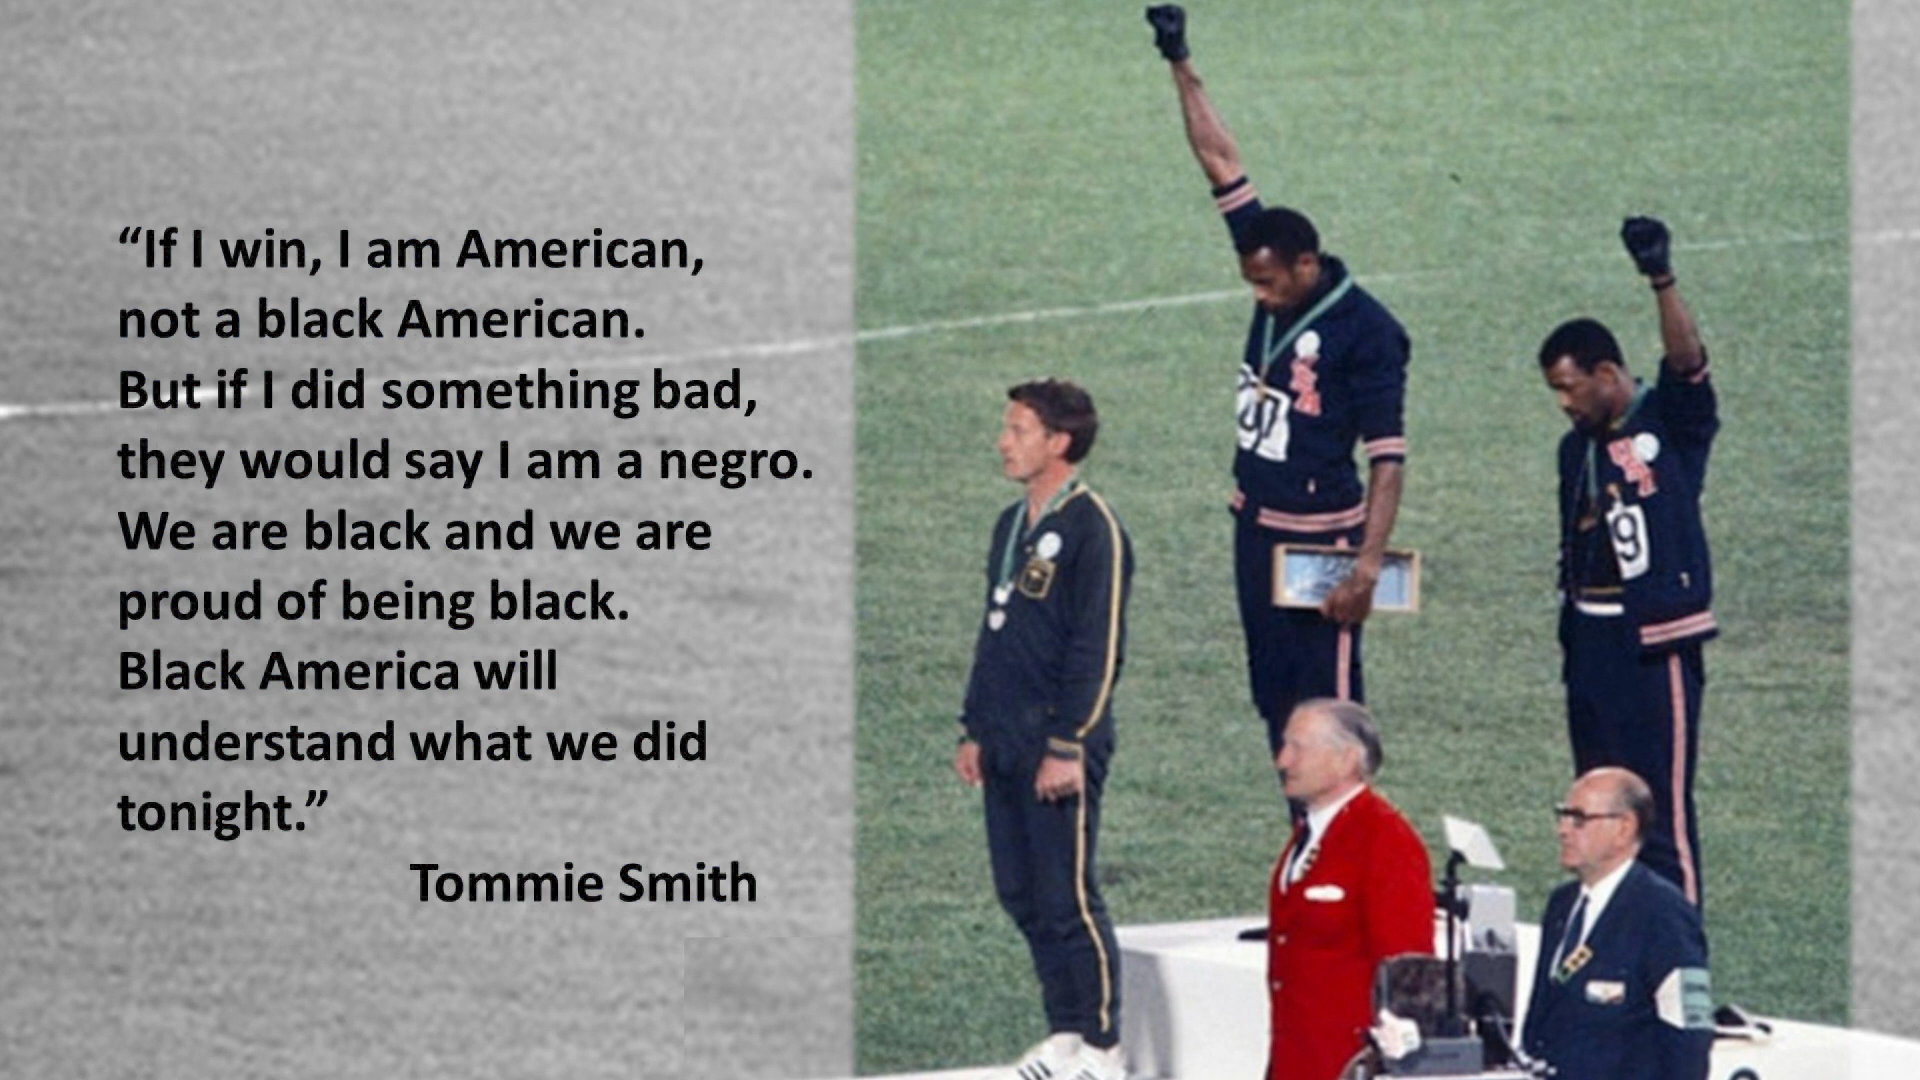 “If I win, I am American,
not a black American.
But if I did something bad,
they would say I am a negro.
We are black and we are
proud of being black.
Black America will
understand what we did
tonight.”
Tommie Smith